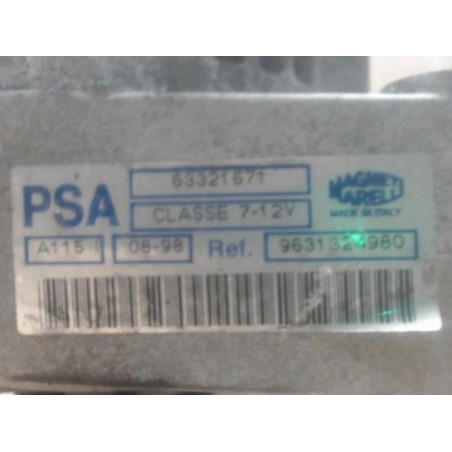 PSA
63321671
CLASSE 7-12V
MAGNETI
MARELLI
MADE IN ITALY
A115
08-98
Ref.
9631324980